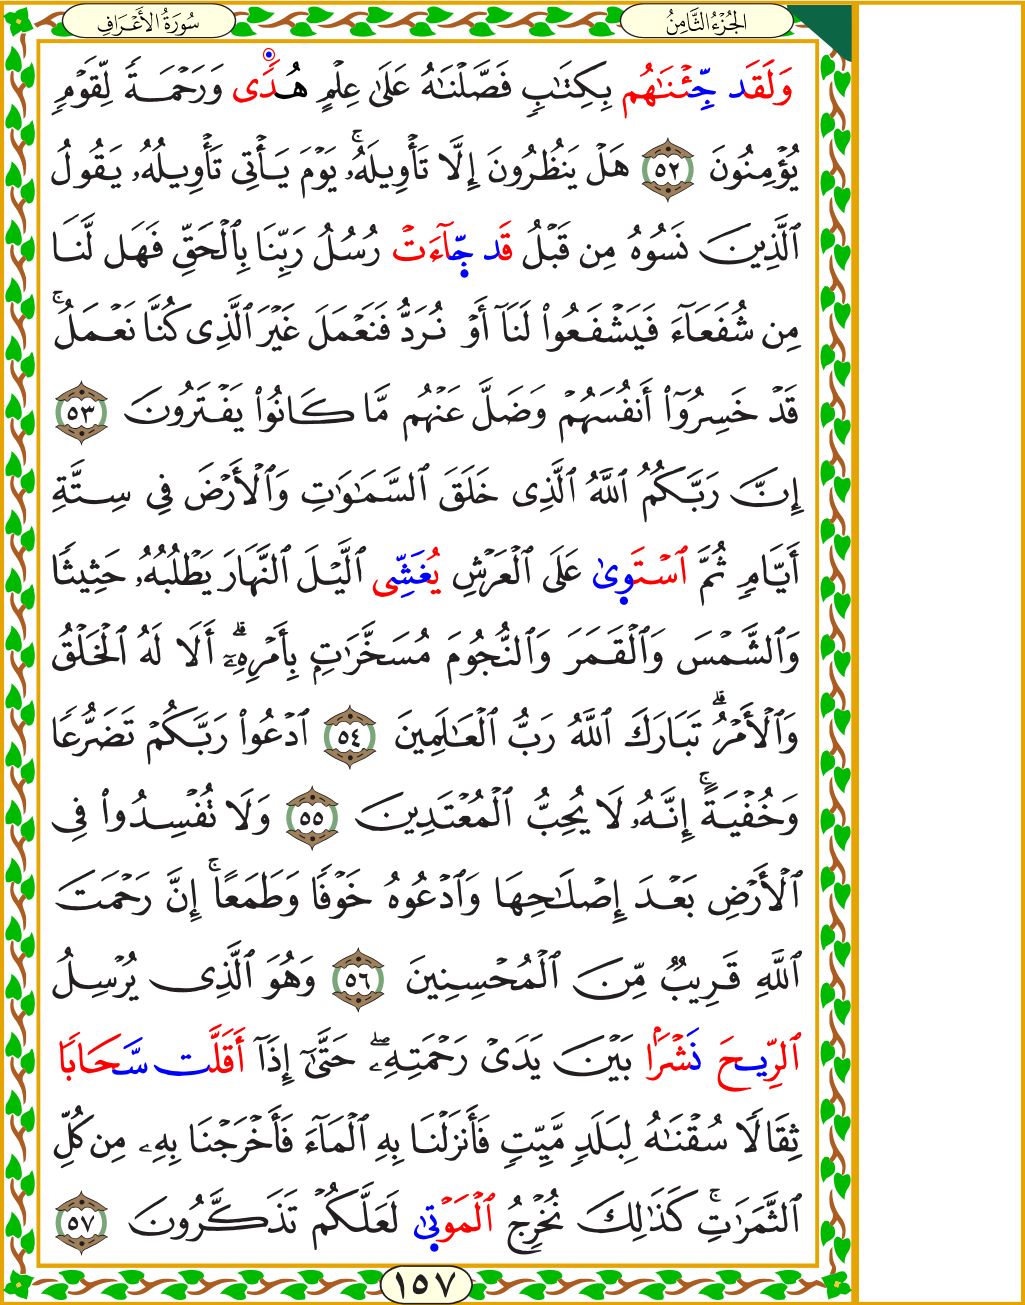 الجُزْءُ الثَّامِنُ
سُورَةُ الأَعْرَافِ
وَلَقَد جِّئْنَٰهُم بِكِتَٰبٖ فَصَّلْنَٰهُ عَلَىٰ عِلْمٍ هُدٗى وَرَحْمَةٗ لِّقَوْمٖ
يُؤْمِنُونَ ٥٢ هَلْ يَنظُرُونَ إِلَّا تَأْوِيلَهُۥۚ يَوْمَ يَأْتِى تَأْوِيلُهُۥ يَقُولُ
ٱلَّذِينَ نَسُوهُ مِن قَبْلُ قَد جَّآءَتْ رُسُلُ رَبِّنَا بِٱلْحَقِّ فَهَل لَّنَا
مِن شُفَعَآءَ فَيَشْفَعُوا۟ لَنَآ أَوْ نُرَدُّ فَنَعْمَلَ غَيْرَ ٱلَّذِى كُنَّا نَعْمَلُۚ
قَدْ خَسِرُوٓا۟ أَنفُسَهُمْ وَضَلَّ عَنْهُم مَّا كَانُوا۟ يَفْتَرُونَ ٥٣
إِنَّ رَبَّكُمُ ٱللَّهُ ٱلَّذِى خَلَقَ ٱلسَّمَٰوَٰتِ وَٱلْأَرْضَ فِى سِتَّةِ
أَيَّامٖ ثُمَّ ٱسْتَوىٰ عَلَى ٱلْعَرْشِ يُغَشِّى ٱلَّيْلَ ٱلنَّهَارَ يَطْلُبُهُۥ حَثِيثٗا
وَٱلشَّمْسَ وَٱلْقَمَرَ وَٱلنُّجُومَ مُسَخَّرَٰتِۭ بِأَمْرِهِۦٓۗ أَلَا لَهُ ٱلْخَلْقُ
وَٱلْأَمْرُۗ تَبَارَكَ ٱللَّهُ رَبُّ ٱلْعَٰلَمِينَ ٥٤ ٱدْعُوا۟ رَبَّكُمْ تَضَرُّعٗا
وَخُفْيَةًۚ إِنَّهُۥ لَا يُحِبُّ ٱلْمُعْتَدِينَ ٥٥ وَلَا تُفْسِدُوا۟ فِى
ٱلْأَرْضِ بَعْدَ إِصْلَٰحِهَا وَٱدْعُوهُ خَوْفٗا وَطَمَعًاۚ إِنَّ رَحْمَتَ
ٱللَّهِ قَرِيبٌ مِّنَ ٱلْمُحْسِنِينَ ٥٦ وَهُوَ ٱلَّذِى يُرْسِلُ
ٱلرِّيحَ نَشْرَۢا بَيْنَ يَدَىْ رَحْمَتِهِۦۖ حَتَّىٰٓ إِذَآ أَقَلَّت سَّحَابٗا
ثِقَالٗا سُقْنَٰهُ لِبَلَدٖ مَّيِّتٖ فَأَنزَلْنَا بِهِ ٱلْمَآءَ فَأَخْرَجْنَا بِهِۦ مِن كُلِّ
ٱلثَّمَرَٰتِۚ كَذَٰلِكَ نُخْرِجُ ٱلْمَوْتىٰ لَعَلَّكُمْ تَذَكَّرُونَ ٥٧
١٥٧